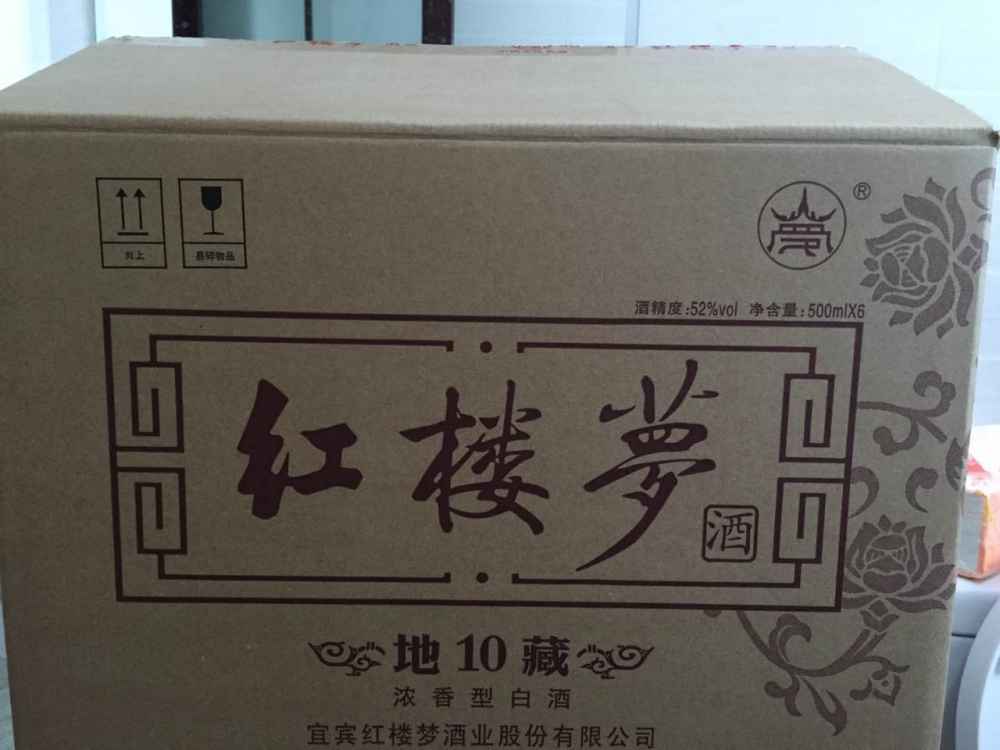 向上
易碎物品
®
酒精度:52%vol 净含量:500mlX6
红楼夢
酒
地10藏
浓香型白酒
宜宾红楼梦酒业股份有限公司